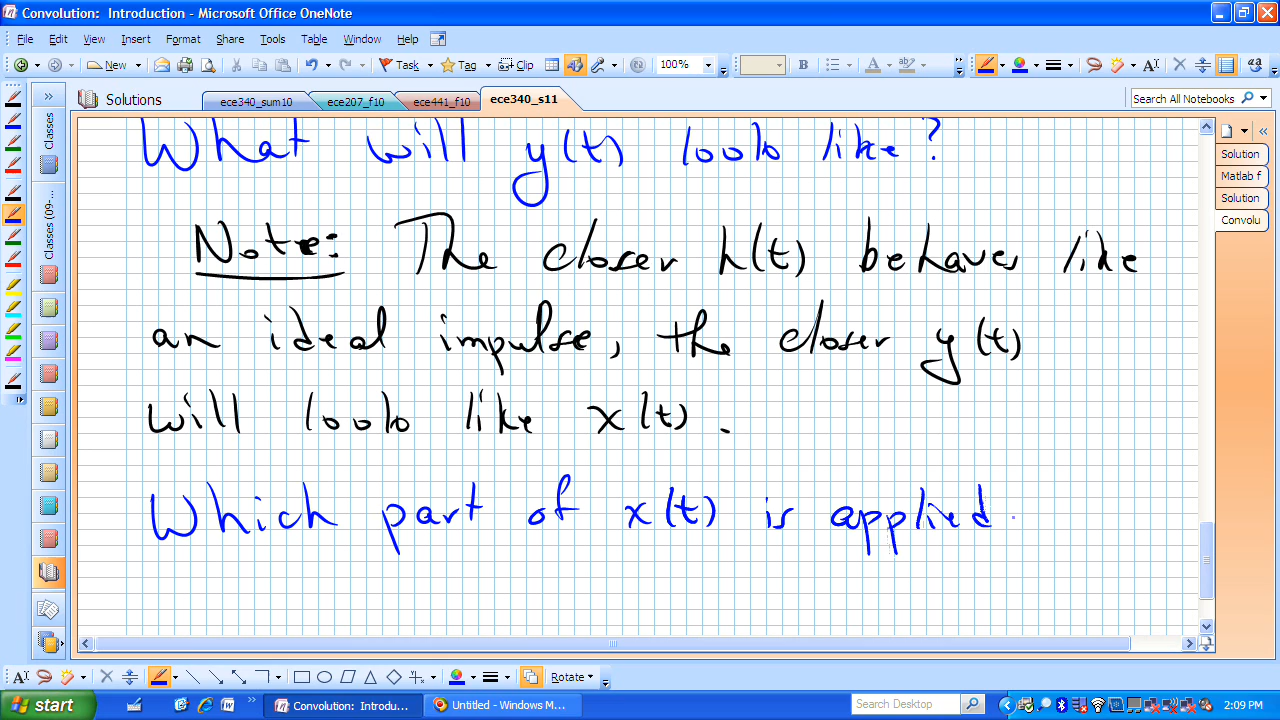 Convolution: Introduction - Microsoft Office OneNote
File Edit View Insert Format Share Tools Table Window Help
New Task Tag Clip 100% B A ab
Solutions ece340_sum10 ece207_f10 ece441_f10 ece340_s11 Search All Notebooks
Classes
Classes (09-...
Solution
Matlab f
Solution
Convolu
What will y(t) look like?
Note: The closer h(t) behaves like
an ideal impulse, the closer y(t)
will look like x(t).
Which part of x(t) is applied
Rotate
start Convolution: Introdu... Untitled - Windows M... Search Desktop 2:09 PM